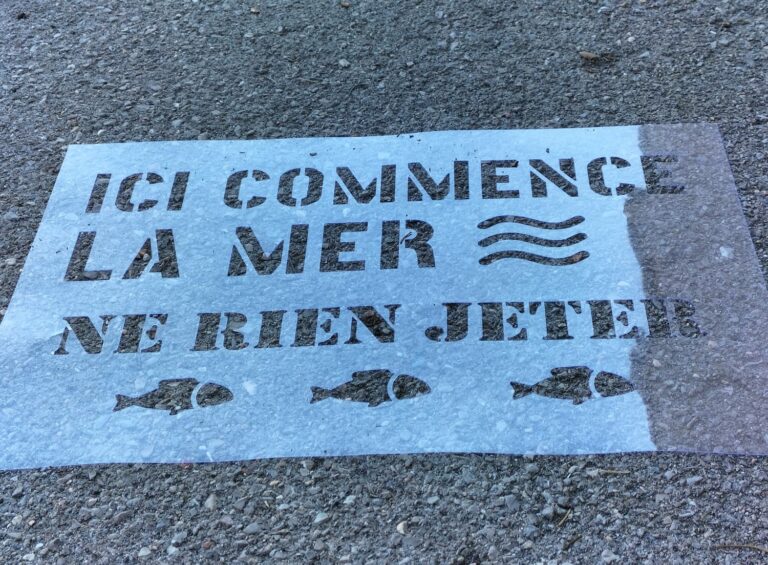 ICI COMMENCE
LA MER
NE RIEN JETER